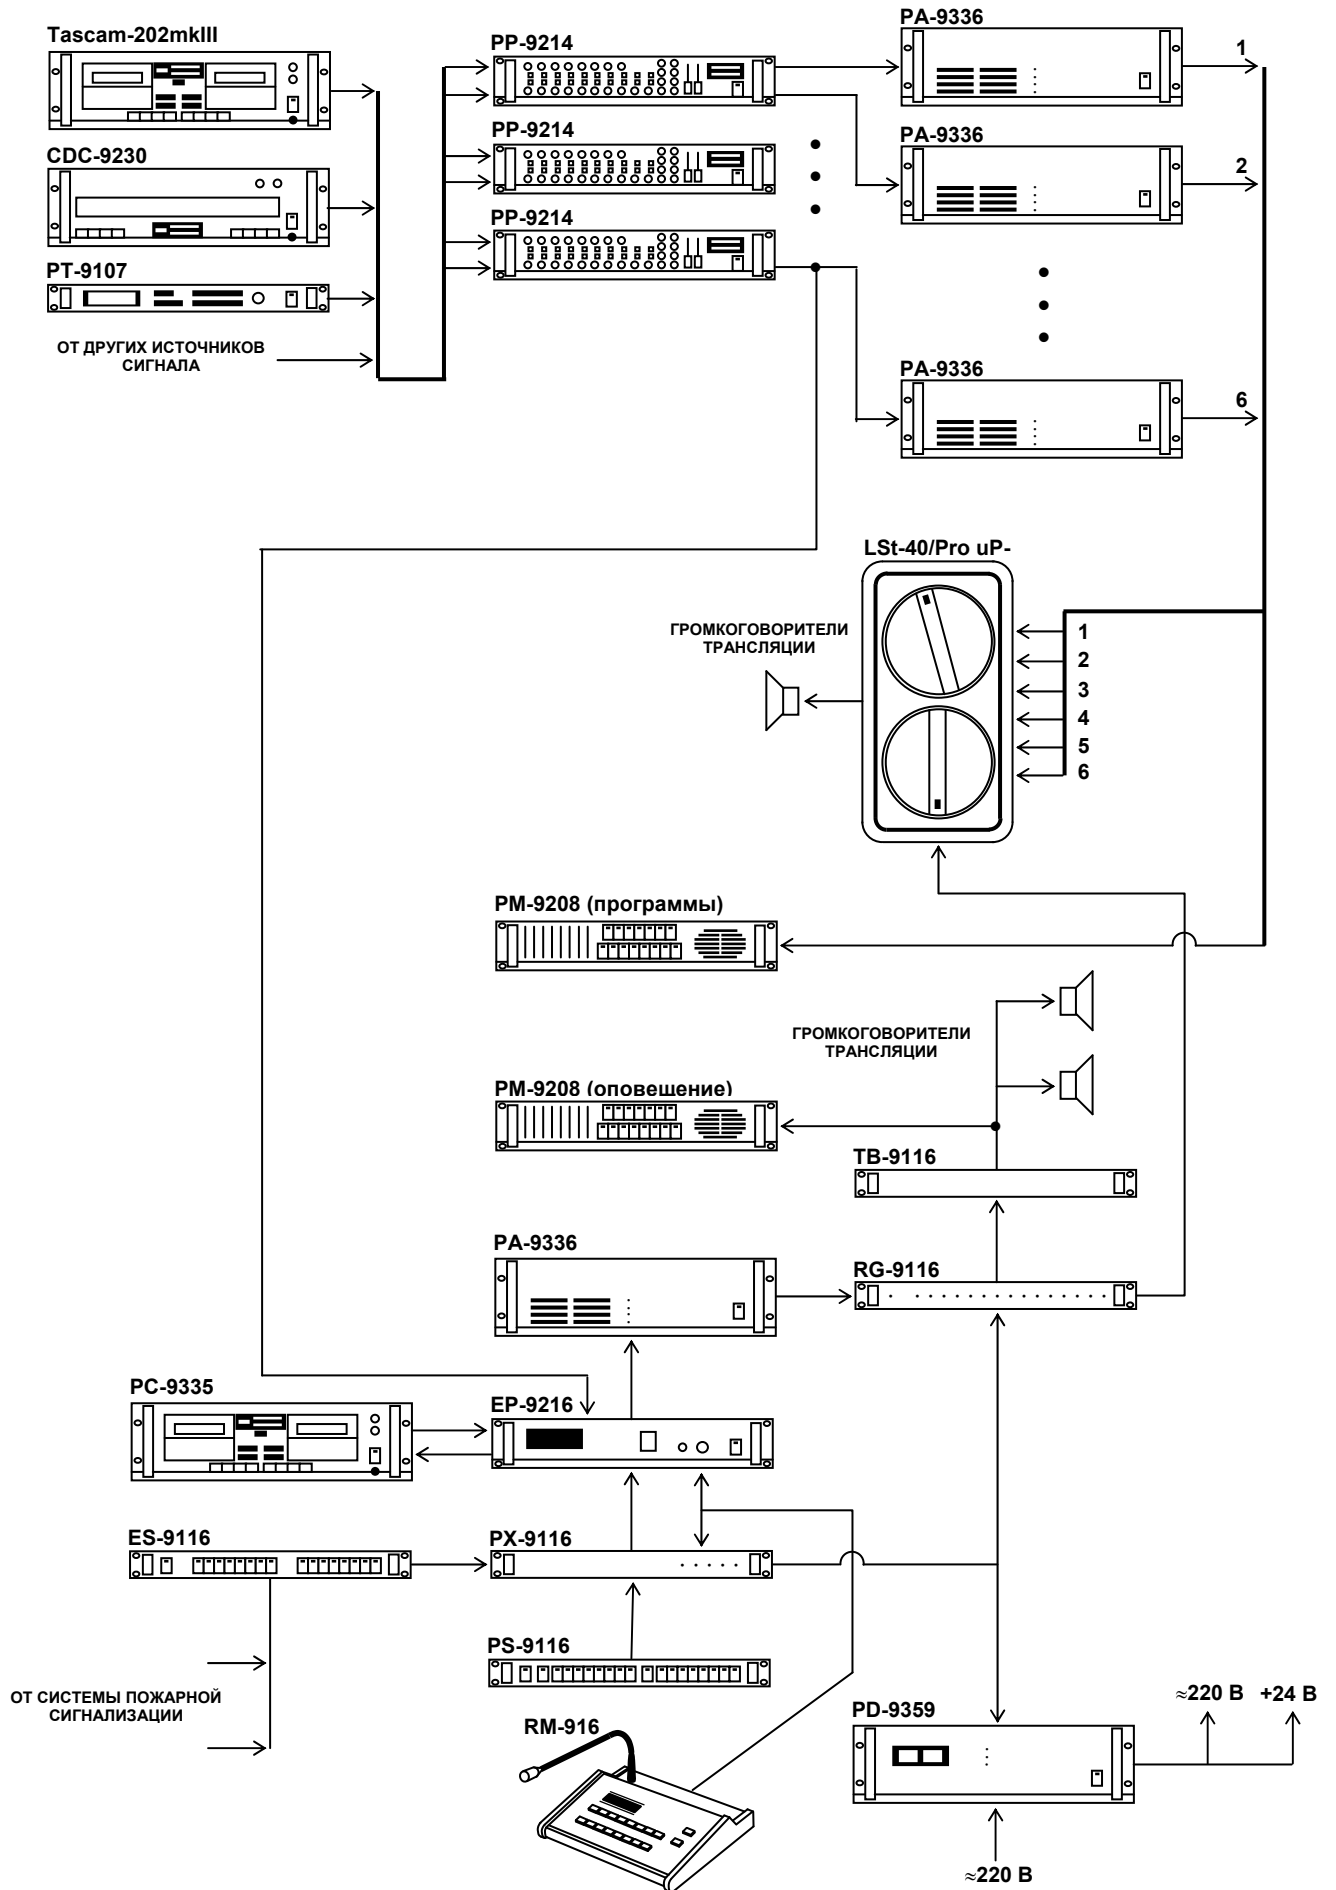 Tascam-202mkIII
PP-9214
PA-9336
1
PP-9214
PA-9336
CDC-9230
2
PP-9214
PT-9107
ОТ ДРУГИХ ИСТОЧНИКОВ
СИГНАЛА
PA-9336
6
LSt-40/Pro uP-
ГРОМКОГОВОРИТЕЛИ
ТРАНСЛЯЦИИ
1
2
3
4
5
6
PM-9208 (программы)
ГРОМКОГОВОРИТЕЛИ
ТРАНСЛЯЦИИ
PM-9208 (оповещение)
TB-9116
PA-9336
RG-9116
PC-9335
EP-9216
ES-9116
PX-9116
PS-9116
ОТ СИСТЕМЫ ПОЖАРНОЙ
СИГНАЛИЗАЦИИ
≈220 В
+24 В
PD-9359
RM-916
≈220 В